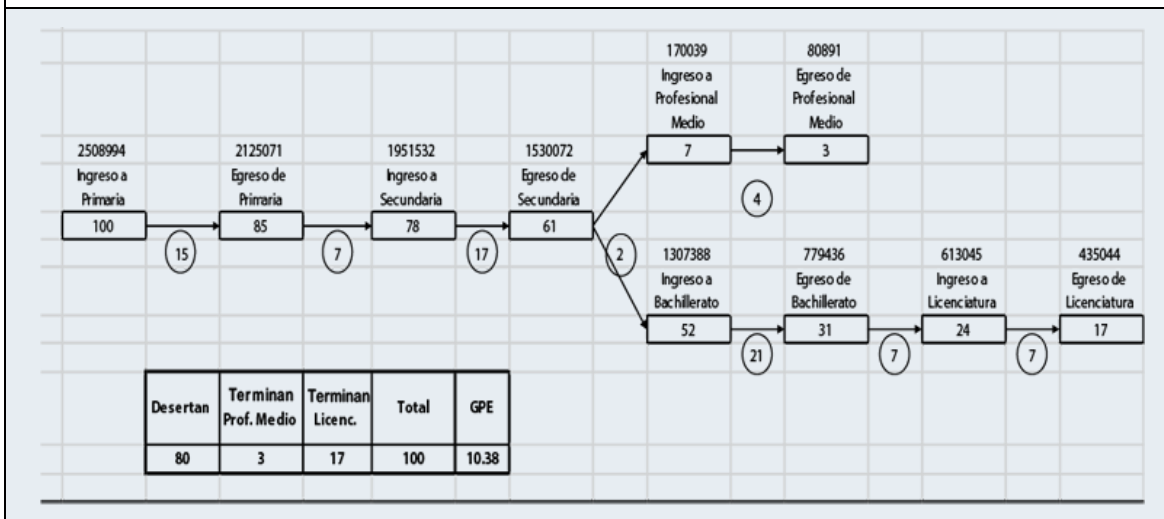 170039
Ingreso a
Profesional
Medio
7
80891
Egreso de
Profesional
Medio
3
4
2508994
Ingreso a
Primaria
100
15
2125071
Egreso de
Primaria
85
7
1951532
Ingreso a
Secundaria
78
17
1530072
Egreso de
Secundaria
61
2
1307388
Ingreso a
Bachillerato
52
21
779436
Egreso de
Bachillerato
31
7
613045
Ingreso a
Licenciatura
24
7
435044
Egreso de
Licenciatura
17
Desertan
Terminan
Prof. Medio
Terminan
Licenc.
Total
GPE
80
3
17
100
10.38